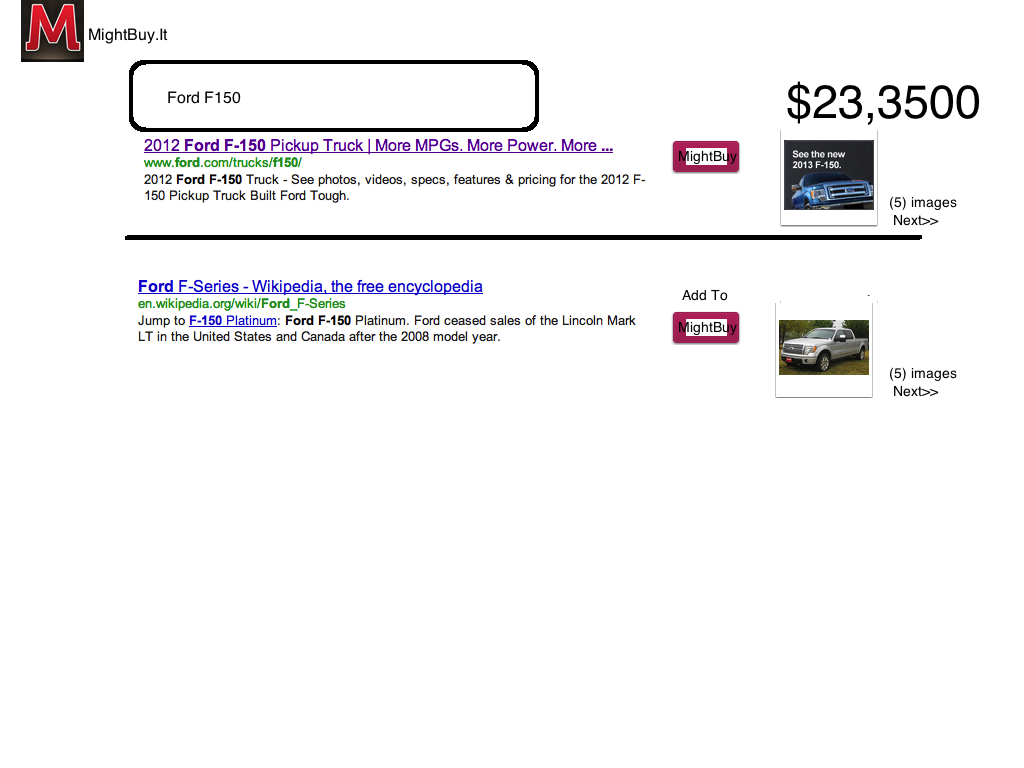 M
MightBuy.It
Ford F150
$23,3500
2012 Ford F-150 Pickup Truck | More MPGs. More Power. More ...
www.ford.com/trucks/f150/
2012 Ford F-150 Truck - See photos, videos, specs, features & pricing for the 2012 F-
150 Pickup Truck Built Ford Tough.
MightBuy
See the new
2013 F-150.
(5) images
Next>>
Ford F-Series - Wikipedia, the free encyclopedia
en.wikipedia.org/wiki/Ford_F-Series
Jump to F-150 Platinum: Ford F-150 Platinum. Ford ceased sales of the Lincoln Mark
LT in the United States and Canada after the 2008 model year.
Add To
MightBuy
(5) images
Next>>